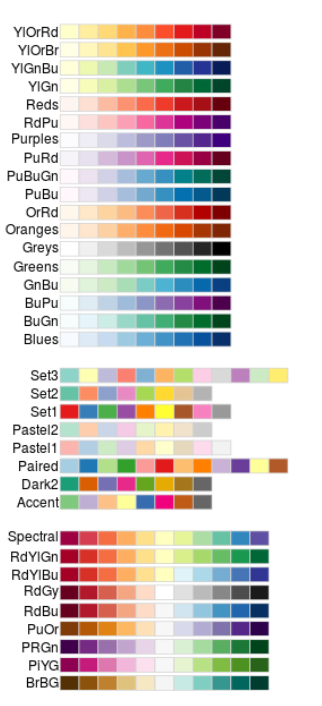 YlOrRd
YlOrBr
YlGnBu
YlGn
Reds
RdPu
Purples
PuRd
PuBuGn
PuBu
OrRd
Oranges
Greys
Greens
GnBu
BuPu
BuGn
Blues
Set3
Set2
Set1
Pastel2
Pastel1
Paired
Dark2
Accent
Spectral
RdYlGn
RdYlBu
RdGy
RdBu
PuOr
PRGn
PiYG
BrBG